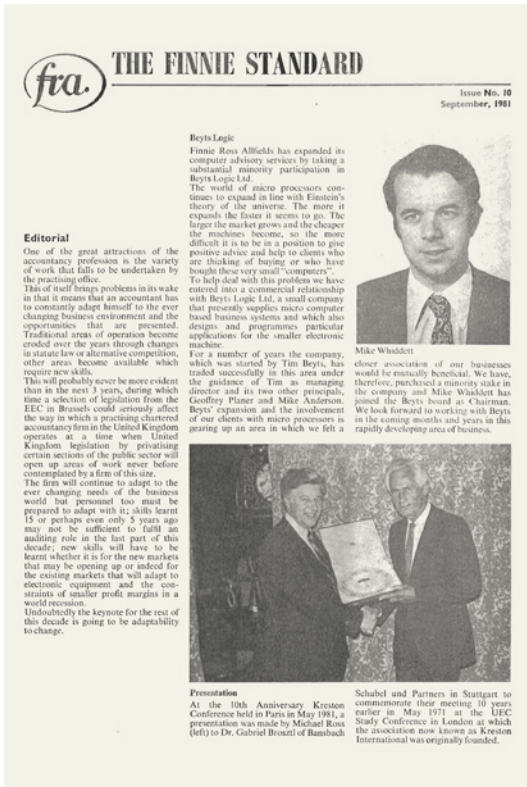 fra.
THE FINNIE STANDARD
Issue No. 10
September, 1981
Editorial
One of the great attractions of the
accountancy profession is the variety
of work that falls to be undertaken by
the practising office.
This of itself brings problems in its wake
in that it means that an accountant has
to constantly adapt himself to the ever
changing business environment and the
opportunities that are presented.
Traditional areas of operation become
eroded over the years through changes
in statute law or alternative competition,
other areas become available which
require new skills.
This will probably never be more evident
than in the next 3 years, during which
time a selection of legislation from the
EEC in Brussels could seriously affect
the way in which a practising chartered
accountancy firm in the United Kingdom
operates at a time when United
Kingdom legislation by privatising
certain sections of the public sector will
open up areas of work never before
contemplated by a firm of this size.
The firm will continue to adapt to the
ever changing needs of the business
world but personnel too must be
prepared to adapt with it; skills learnt
15 or perhaps even only 5 years ago
may not be sufficient to fulfil an
auditing role in the last part of this
decade; new skills will have to be
learnt whether it is for the new markets
that may be opening up or indeed for
the existing markets that will adapt to
electronic equipment and the con-
straints of smaller profit margins in a
world recession.
Undoubtedly the keynote for the rest of
this decade is going to be adaptability
to change.
Beyts Logic
Finnie Ross Allfields has expanded its
computer advisory services by taking a
substantial minority participation in
Beyts Logic Ltd.
The world of micro processors con-
tinues to expand in line with Einstein's
theory of the universe. The more it
expands the faster it seems to go. The
larger the market grows and the cheaper
the machines become, so the more
difficult it is to be in a position to give
positive advice and help to clients who
are thinking of buying or who have
bought these very small "computers".
To help deal with this problem we have
entered into a commercial relationship
with Beyts Logic Ltd, a small company
that presently supplies micro computer
based business systems and which also
designs and programmes particular
applications for the smaller electronic
machine.
For a number of years the company,
which was started by Tim Beyts, has
successfully in this area under
the guidance of Tim as managing
director and its two other principals,
Geoffrey Planer and Mike Anderson.
Beyts' expansion and the involvement
of our clients with micro processors is
gearing up an area in which we felt a
Mike Whiddett
closer association of our businesses
would be mutually beneficial. We have,
therefore, purchased a minority stake in
the company and Mike Whiddett has
joined the Beyts board as Chairman.
We look forward to working with Beyts
in the coming months and years in this
rapidly developing area of business.
Presentation
At the 10th Anniversary Kreston
Conference held in Paris in May 1981, a
presentation was made by Michael Ross
(left) to Dr. Gabriel Brosztl of Bansbach
Schubel und Partners in Stuttgart to
commemorate their meeting 10 years
earlier in May 1971 at the UEC
Study Conference in London at which
the association now known as Kreston
International was originally founded.